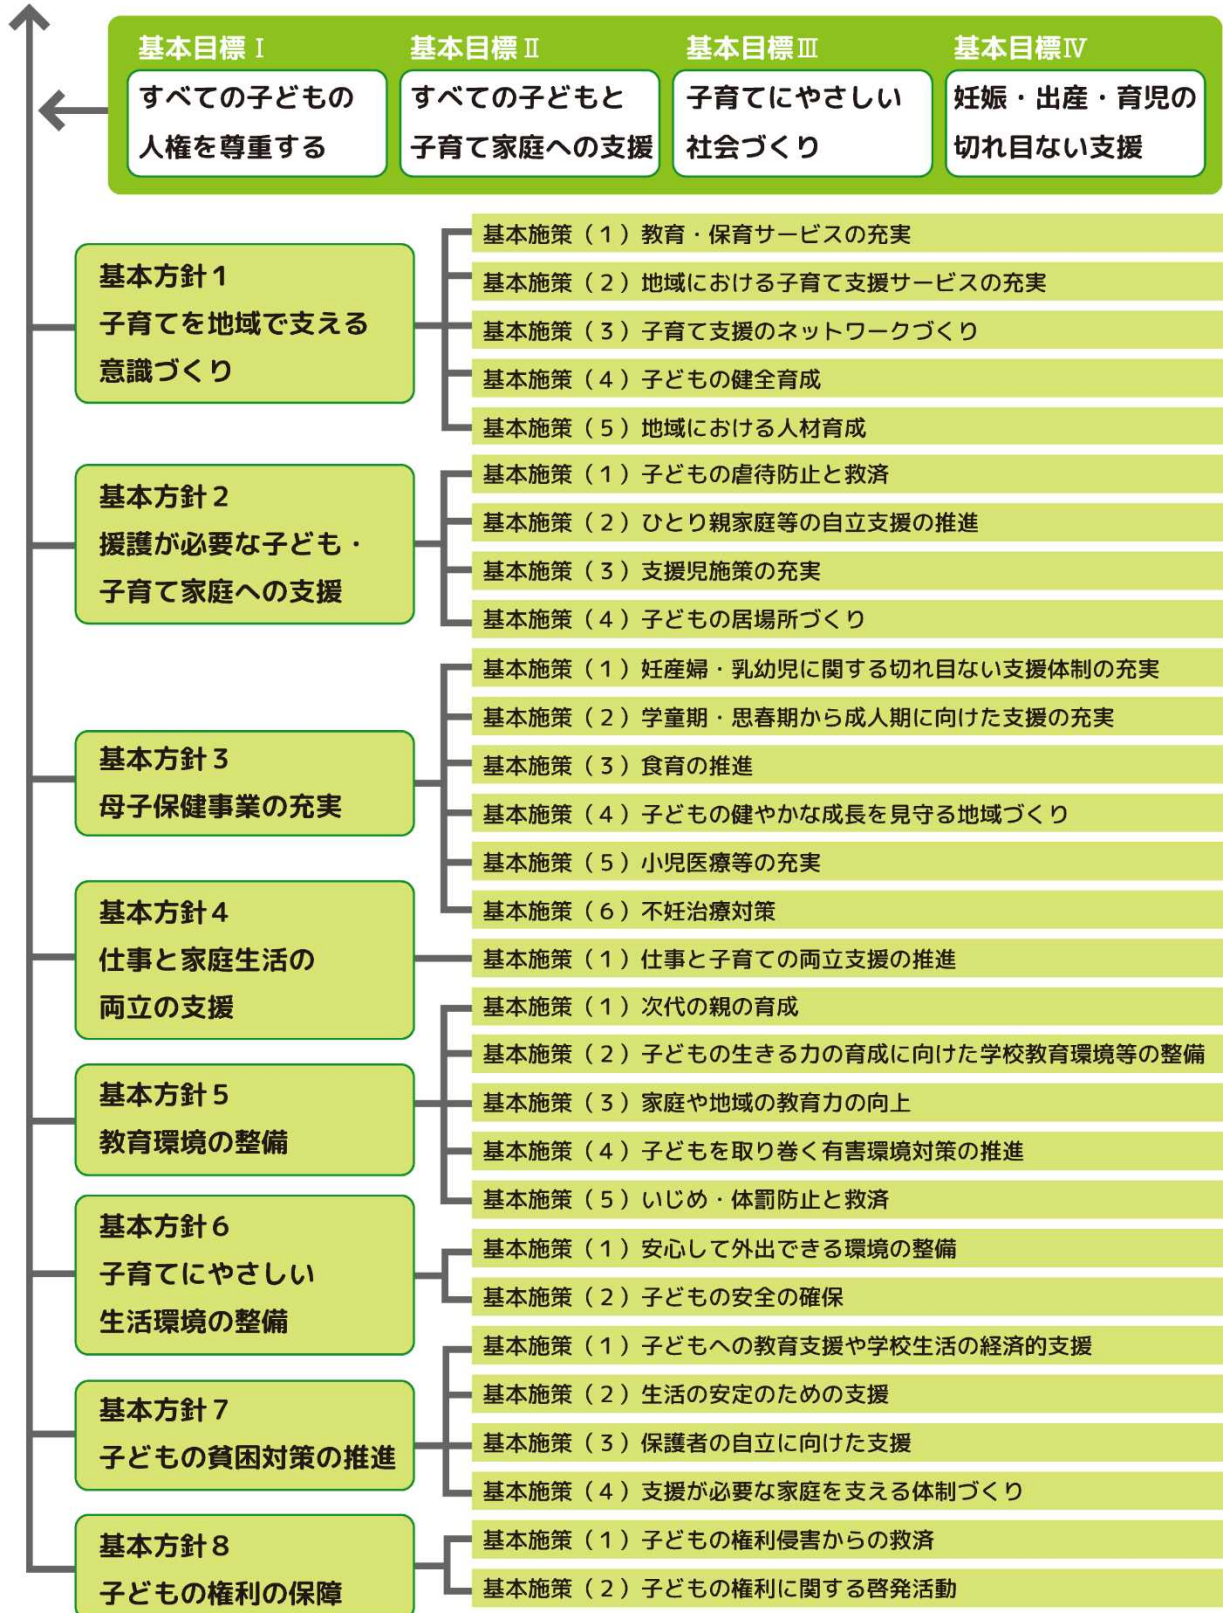 基本目標Ⅰ
すべての子どもの
人権を尊重する
基本目標Ⅱ
すべての子どもと
子育て家庭への支援
基本目標Ⅲ
子育てにやさしい
社会づくり
基本目標Ⅳ
妊娠・出産・育児の
切れ目ない支援
基本方針1
子育てを地域で支える
意識づくり
基本施策（1）教育・保育サービスの充実
基本施策（2）地域における子育て支援サービスの充実
基本施策（3）子育て支援のネットワークづくり
基本施策（4）子どもの健全育成
基本施策（5）地域における人材育成
基本方針2
援護が必要な子ども・
子育て家庭への支援
基本施策（1）子どもの虐待防止と救済
基本施策（2）ひとり親家庭等の自立支援の推進
基本施策（3）支援児施策の充実
基本施策（4）子どもの居場所づくり
基本方針3
母子保健事業の充実
基本施策（1）妊産婦・乳幼児に関する切れ目ない支援体制の充実
基本施策（2）学童期・思春期から成人期に向けた支援の充実
基本施策（3）食育の推進
基本施策（4）子どもの健やかな成長を見守る地域づくり
基本施策（5）小児医療等の充実
基本施策（6）不妊治療対策
基本方針4
仕事と家庭生活の
両立の支援
基本施策（1）仕事と子育ての両立支援の推進
基本方針5
教育環境の整備
基本施策（1）次代の親の育成
基本施策（2）子どもの生きる力の育成に向けた学校教育環境等の整備
基本施策（3）家庭や地域の教育力の向上
基本施策（4）子どもを取り巻く有害環境対策の推進
基本施策（5）いじめ・体罰防止と救済
基本方針6
子育てにやさしい
生活環境の整備
基本施策（1）安心して外出できる環境の整備
基本施策（2）子どもの安全の確保
基本方針7
子どもの貧困対策の推進
基本施策（1）子どもへの教育支援や学校生活の経済的支援
基本施策（2）生活の安定のための支援
基本施策（3）保護者の自立に向けた支援
基本施策（4）支援が必要な家庭を支える体制づくり
基本方針8
子どもの権利の保障
基本施策（1）子どもの権利侵害からの救済
基本施策（2）子どもの権利に関する啓発活動